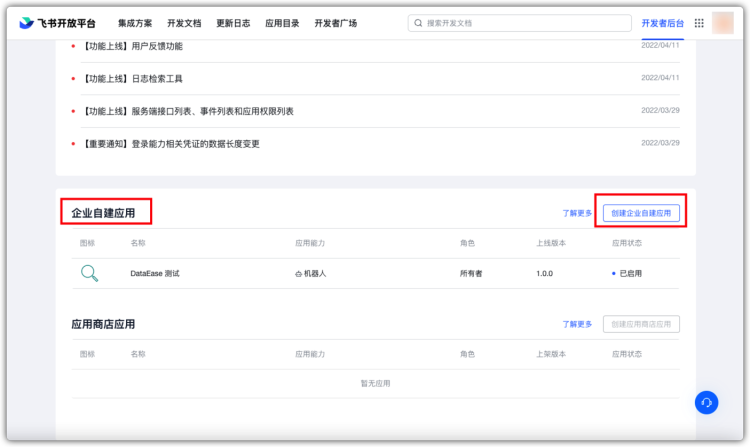 飞书开放平台 集成方案 开发文档 更新日志 应用目录 开发者广场 搜索开发文档 开发者后台
【功能上线】用户反馈功能 2022/04/11
【功能上线】日志检索工具 2022/04/11
【功能上线】服务端接口列表、事件列表和应用权限列表 2022/03/29
【重要通知】登录能力相关凭证的数据长度变更 2022/03/29
企业自建应用 了解更多 创建企业自建应用
图标 名称 应用能力 角色 上线版本 应用状态
DataEase 测试 机器人 所有者 1.0.0 已启用
应用商店应用 了解更多 创建应用商店应用
图标 名称 应用能力 角色 上架版本 应用状态
暂无应用